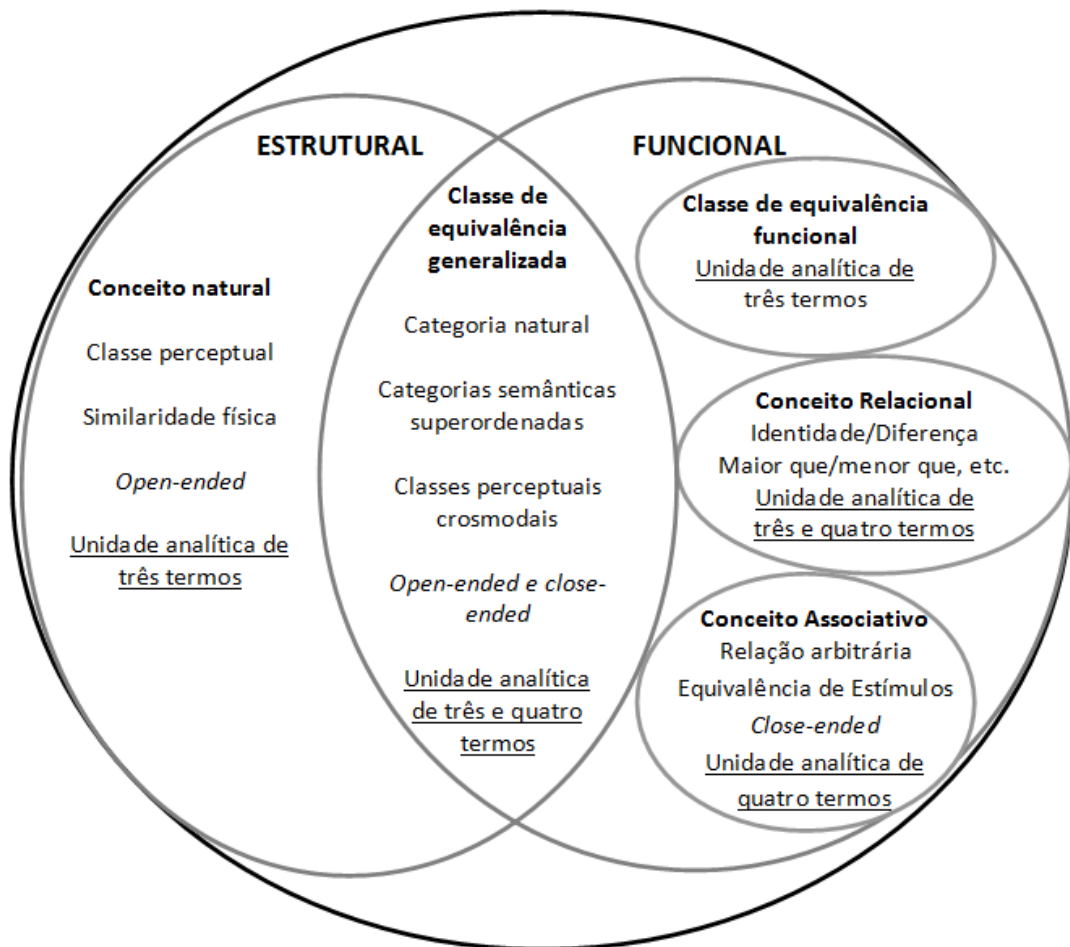 ESTRUTURAL
Conceito natural
Classe perceptual
Similaridade física
Open-ended
Unidade analítica de
três termos
Classe de
equivalência
generalizada
Categoria natural
Categorias semânticas
superordenadas
Classes perceptuais
crosmodais
Open-ended e close-
ended
Unidade analítica
de três e quatro
termos
FUNCIONAL
Classe de equivalência
funcional
Unidade analítica de
três termos
Conceito Relacional
Identidade/Diferença
Maior que/menor que, etc.
Unidade analítica de
três e quatro termos
Conceito Associativo
Relação arbitrária
Equivalência de Estímulos
Close-ended
Unidade analítica de
quatro termos